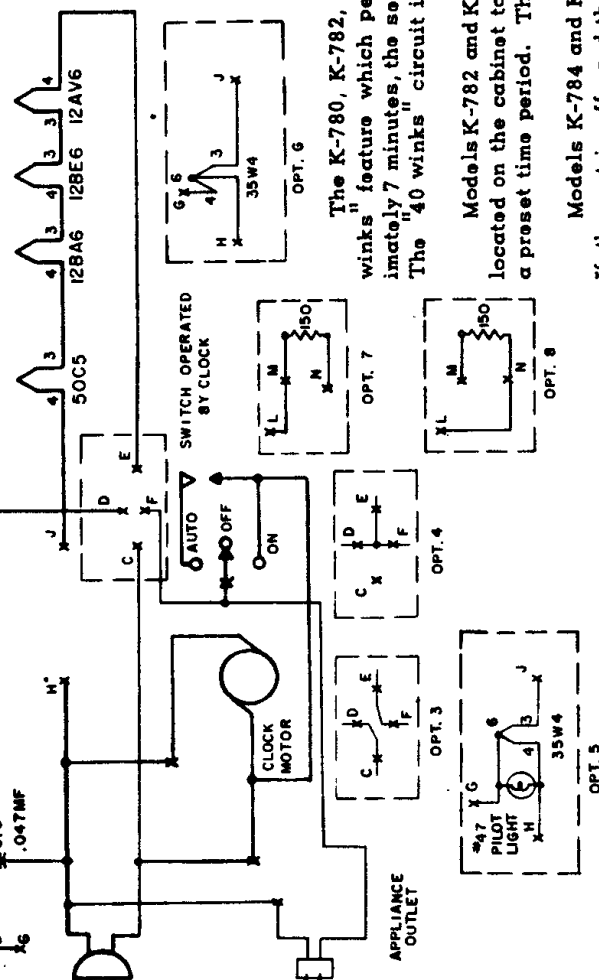 4 3 4
3 4 3 4
50C5 12BA6 12BE6 12AV6
J
D
C E
F
SWITCH OPERATED
BY CLOCK
AUTO
OFF
ON
H
.047MF
G
CLOCK
MOTOR
APPLIANCE
OUTLET
G 6
4 3
H J
35W4
OPT. 6
L M
150
N
OPT. 7
L M
150
N
OPT. 8
D
C E
F
OPT. 3
D
C E
F
OPT. 4
G 6
#47
PILOT
LIGHT
4 3
H J
35W4
OPT. 5
The K-780, K-782,
winks" feature which pe
imately 7 minutes, the se
The "40 winks" circuit i
Models K-782 and K
located on the cabinet to
a preset time period. Th
Models K-784 and